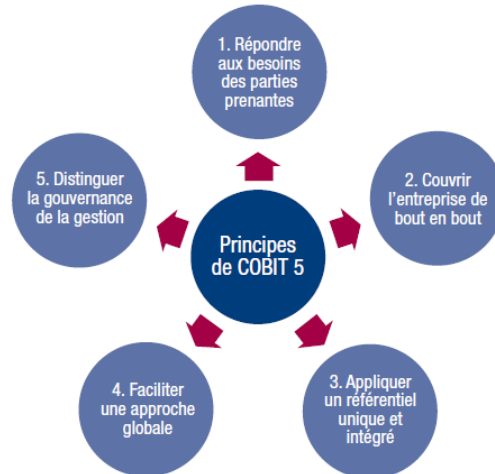 1. Répondre
aux besoins
des parties
prenantes
2. Couvrir
l'entreprise de
bout en bout
3. Appliquer
un référentiel
unique et
intégré
4. Faciliter
une approche
globale
5. Distinguer
la gouvernance
de la gestion
Principes
de COBIT 5